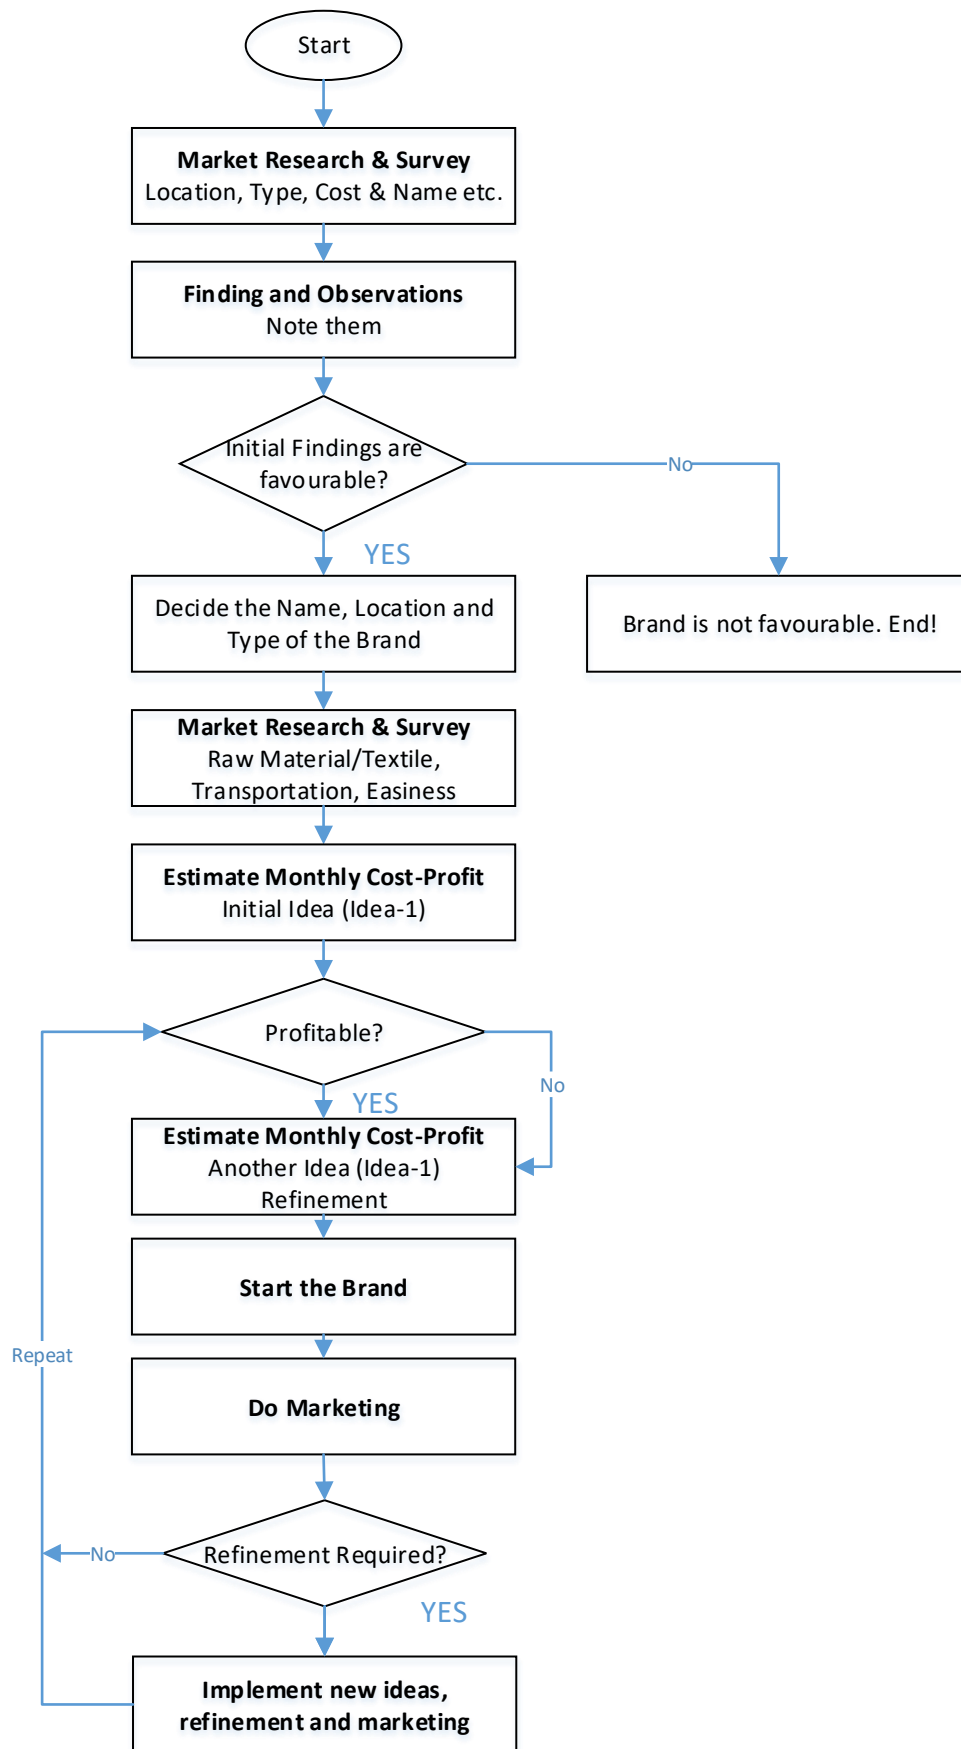 Start
Market Research & Survey
Location, Type, Cost & Name etc.
Finding and Observations
Note them
Initial Findings are
favourable?
No
YES
Decide the Name, Location and
Type of the Brand
Brand is not favourable. End!
Market Research & Survey
Raw Material/Textile,
Transportation, Easiness
Estimate Monthly Cost-Profit
Initial Idea (Idea-1)
Profitable?
No
YES
Estimate Monthly Cost-Profit
Another Idea (Idea-1)
Refinement
Start the Brand
Repeat
Do Marketing
Refinement Required?
No
YES
Implement new ideas,
refinement and marketing